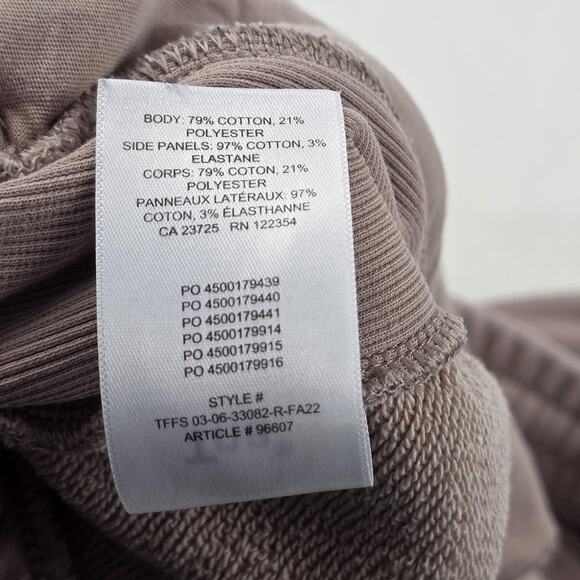 BODY: 79% COTTON, 21%
POLYESTER
SIDE PANELS: 97% COTTON, 3%
ELASTANE
CORPS: 79% COTON, 21%
POLYESTER
PANNEAUX LATÉRAUX: 97%
COTON, 3% ÉLASTHANNE
CA 23725 RN 122354
PO 4500179439
PO 4500179440
PO 4500179441
PO 4500179914
PO 4500179915
PO 4500179916
STYLE #
TFFS 03-06-33082-R-FA22
ARTICLE # 96607